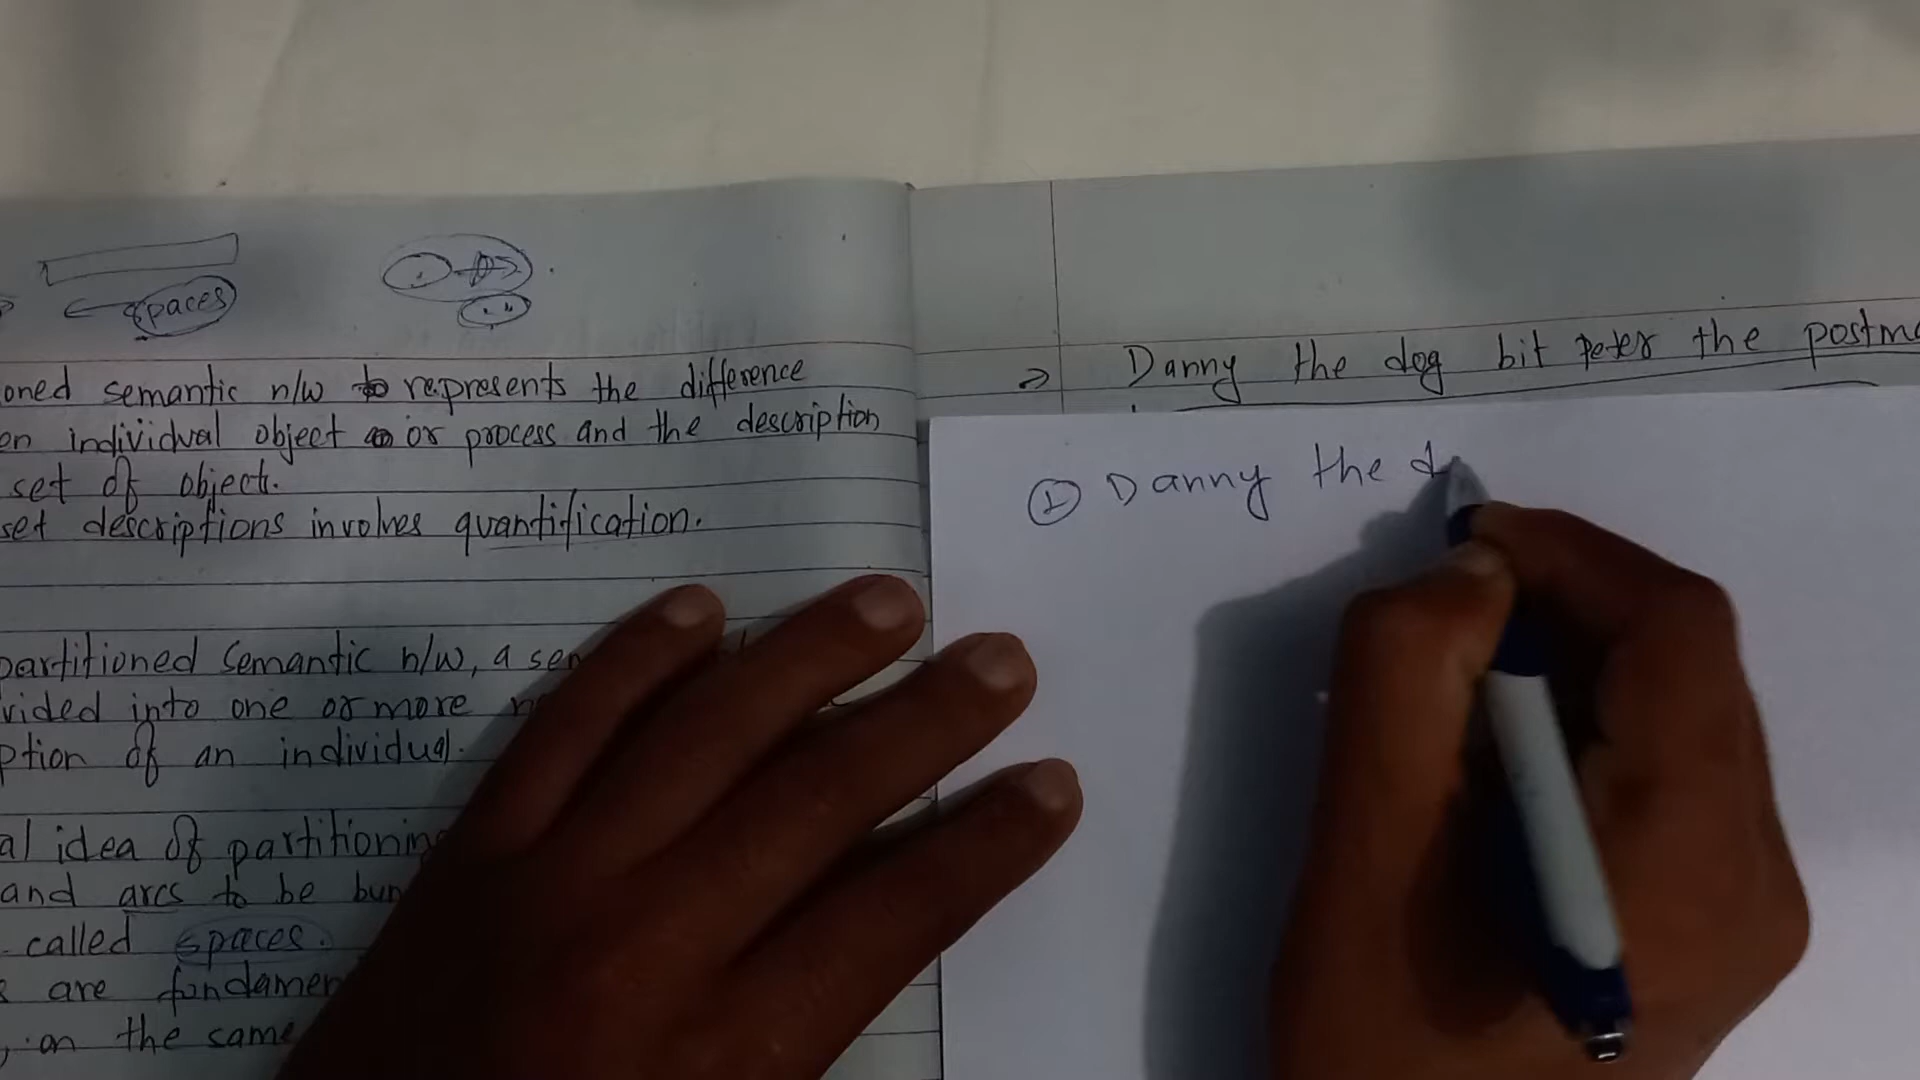 spaces
oned semantic n/w to represents the difference
en individual object or process and the description
set of object.
set descriptions involves quantification.
partitioned semantic n/w, a
vided into one or more
ption of an individual.
al idea of partitioning
and arcs to be bun
called spaces.
are fondamen
, on the same
→ Danny the dog bit Peter the postma
① Danny the d